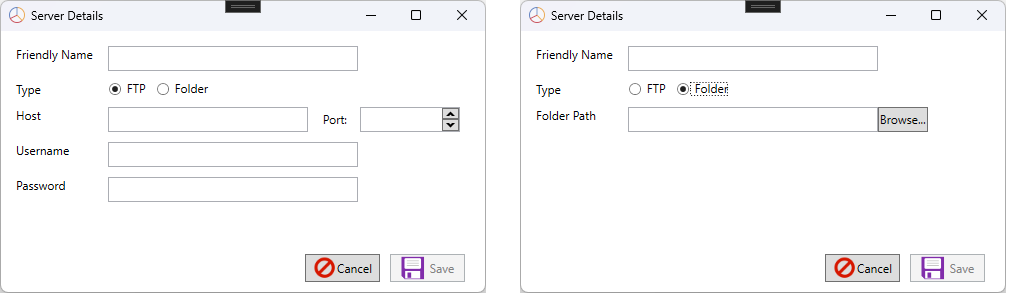 Server Details
Friendly Name
Type FTP Folder
Host Port:
Username
Password
Cancel Save
Server Details
Friendly Name
Type FTP Folder
Folder Path Browse...
Cancel Save